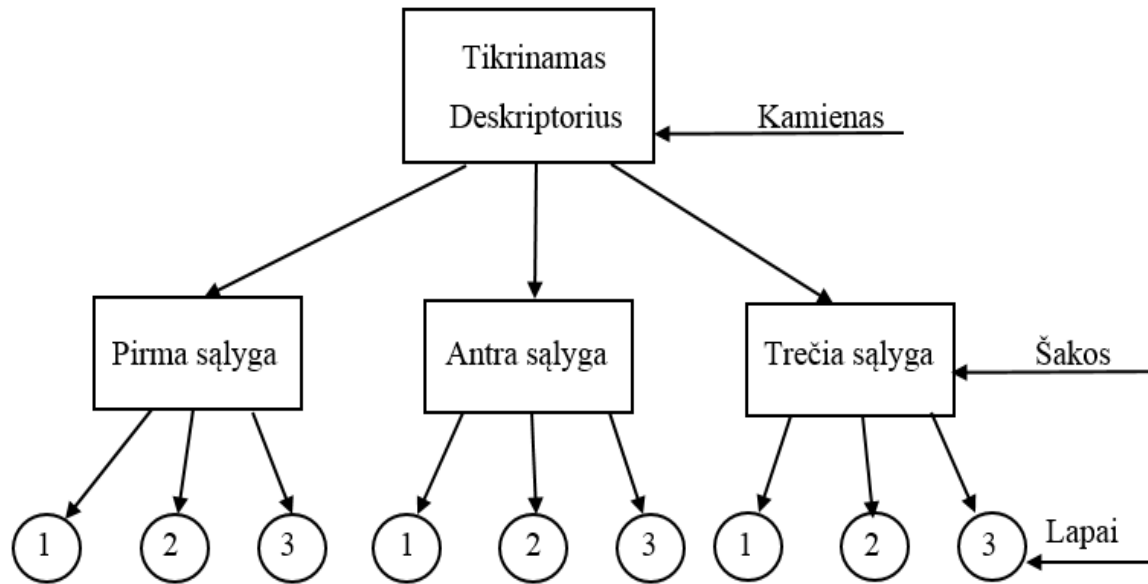 Tikrinamas
Deskriptorius
Kamienas
Pirma sąlyga
Antra sąlyga
Trečia sąlyga
Šakos
1
2
3
1
2
3
1
2
3
Lapai